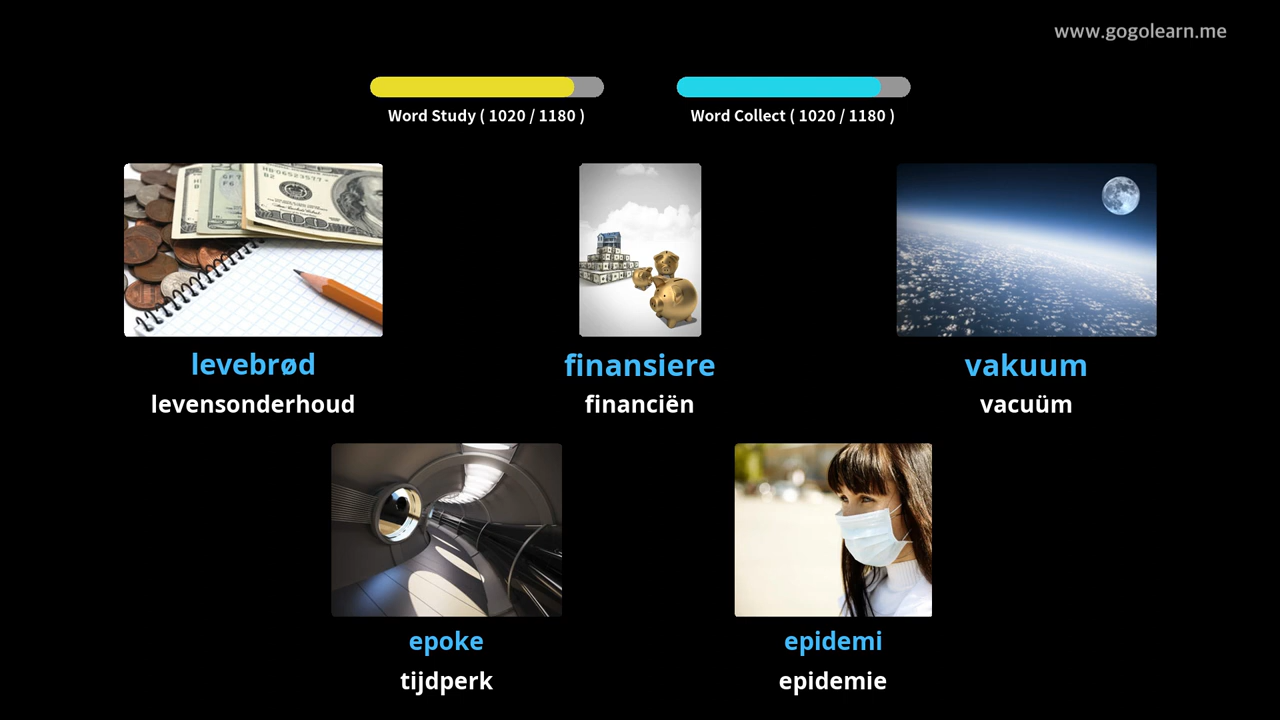 www.gogolearn.me
Word Study ( 1020 / 1180 )
Word Collect ( 1020 / 1180 )
levebrød
finansiere
vakuum
levensonderhoud
financiën
vacuüm
epoke
epidemi
tijdperk
epidemie